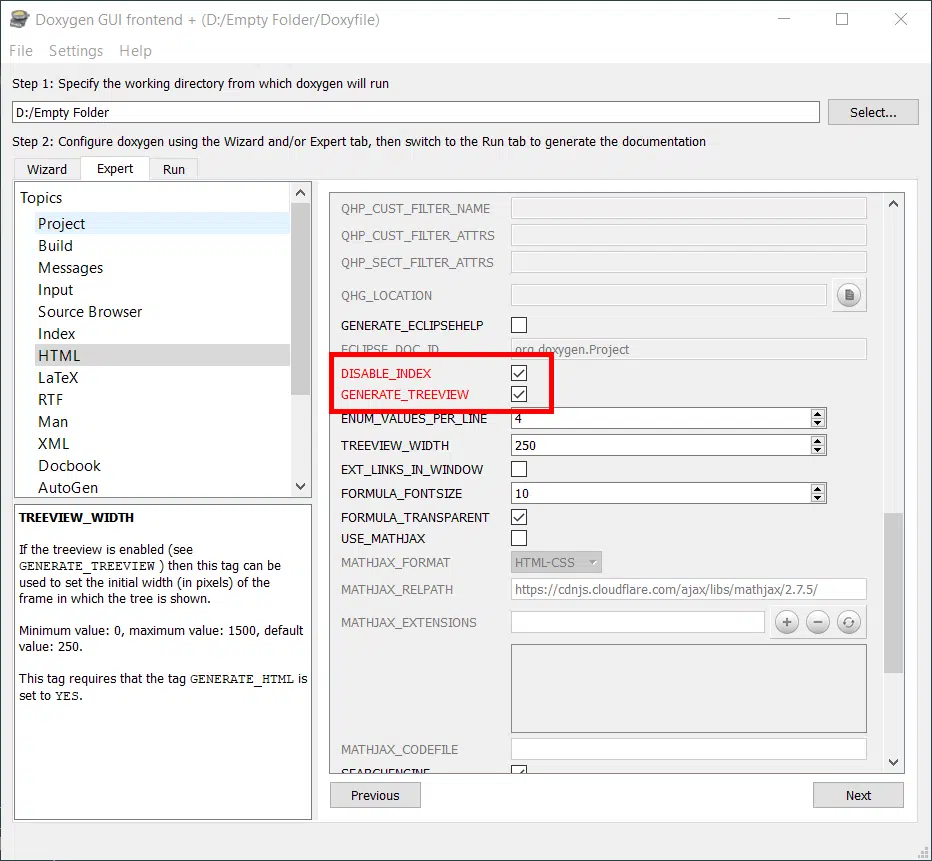 Doxygen GUI frontend + (D:/Empty Folder/Doxyfile)
File Settings Help
Step 1: Specify the working directory from which doxygen will run
D:/Empty Folder
Select...
Step 2: Configure doxygen using the Wizard and/or Expert tab, then switch to the Run tab to generate the documentation
Wizard Expert Run
Topics
Project
Build
Messages
Input
Source Browser
Index
HTML
LaTeX
RTF
Man
XML
Docbook
AutoGen
TREEVIEW_WIDTH
If the treeview is enabled (see
GENERATE_TREEVIEW ) then this tag can be
used to set the initial width (in pixels) of the
frame in which the tree is shown.
Minimum value: 0, maximum value: 1500, default
value: 250.
This tag requires that the tag GENERATE_HTML is
set to YES.
QHP_CUST_FILTER_NAME
QHP_CUST_FILTER_ATTRS
QHP_SECT_FILTER_ATTRS
QHG_LOCATION
GENERATE_ECLIPSEHELP
ECLIPSE_DOC_ID org.doxygen.Project
DISABLE_INDEX
GENERATE_TREEVIEW
ENUM_VALUES_PER_LINE 4
TREEVIEW_WIDTH 250
EXT_LINKS_IN_WINDOW
FORMULA_FONTSIZE 10
FORMULA_TRANSPARENT
USE_MATHJAX
MATHJAX_FORMAT HTML-CSS
MATHJAX_RELPATH https://cdnjs.cloudflare.com/ajax/libs/mathjax/2.7.5/
MATHJAX_EXTENSIONS
MATHJAX_CODEFILE
SEARCHENGINE
Previous Next